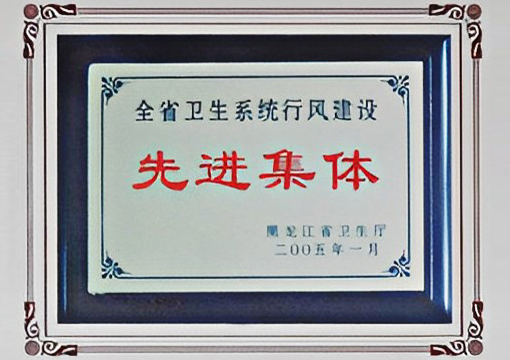 全省卫生系统行风建设
先进集体
黑龙江省卫生厅
二〇〇五年一月